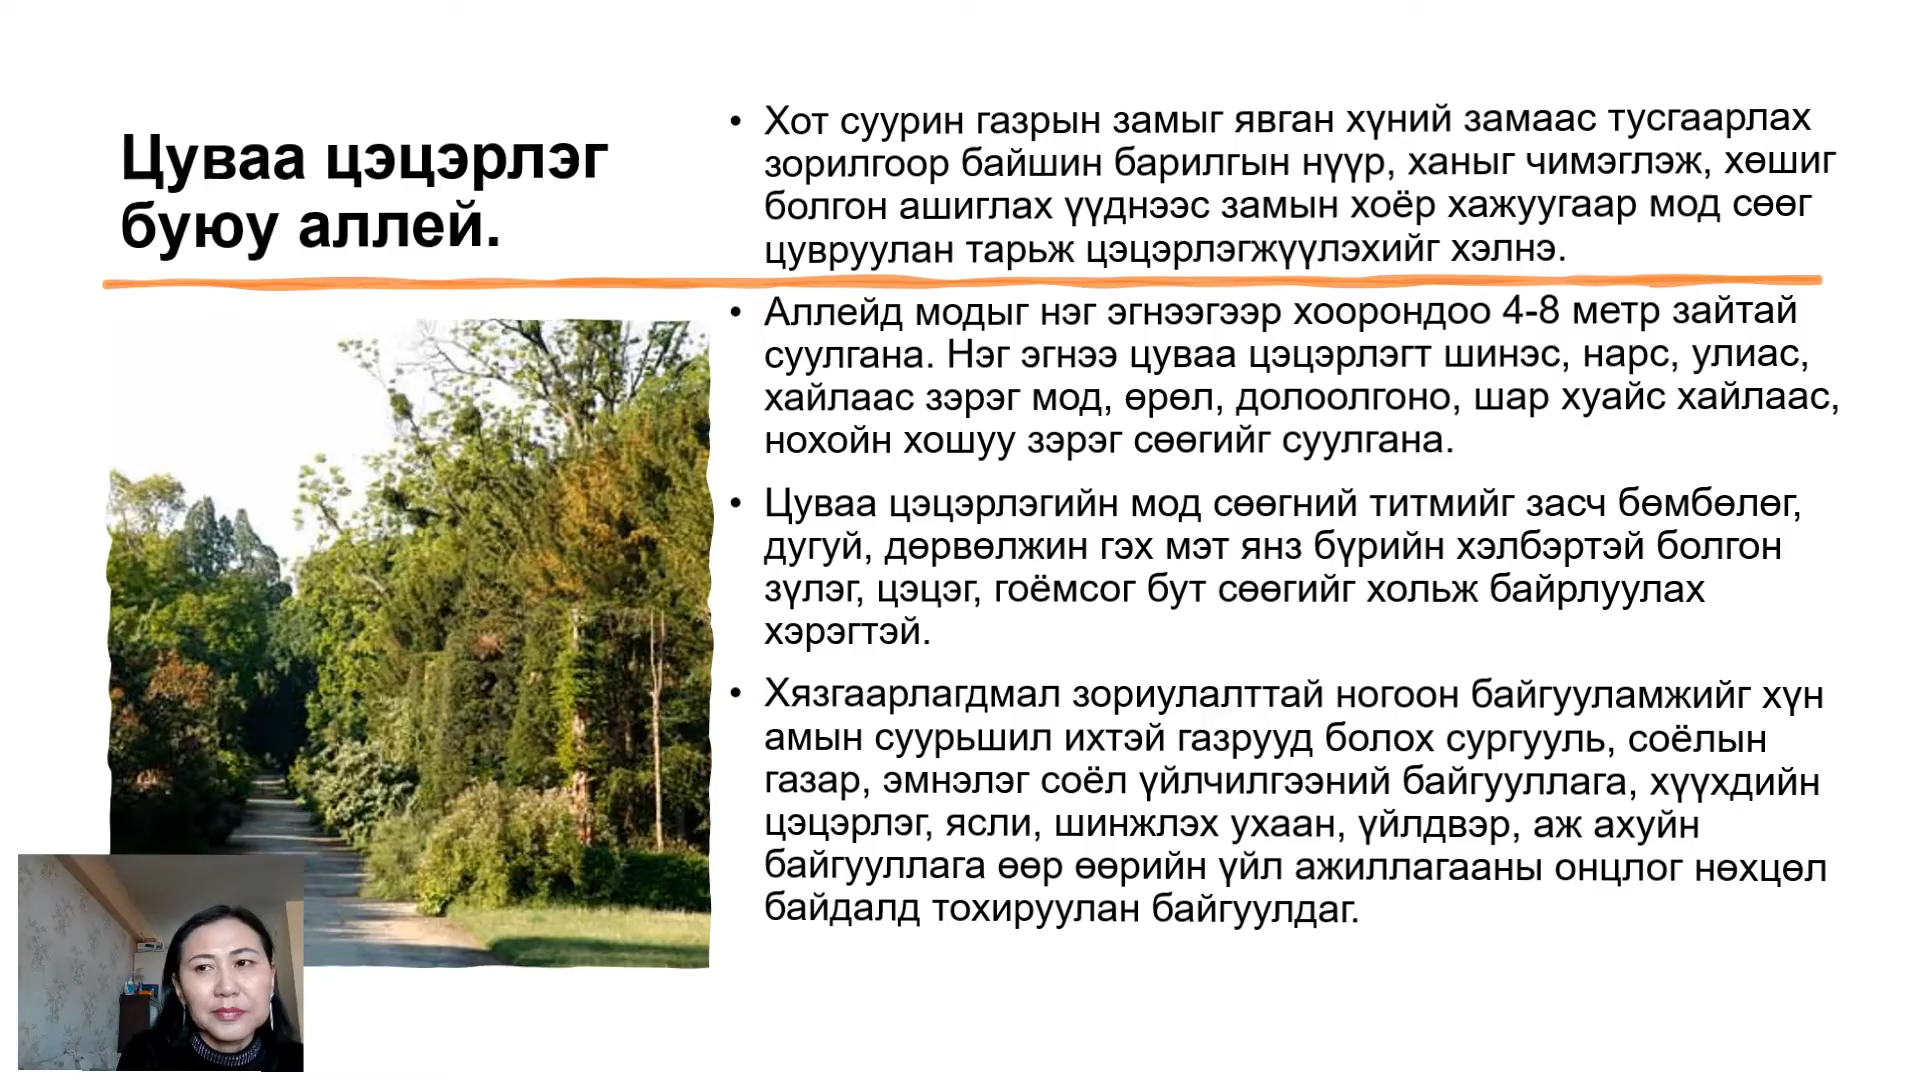 Цуваа цэцэрлэг
буюу аллей.
• Хот суурин газрын замыг явган хүний замаас тусгаарлах
зорилгоор байшин барилгын нүүр, ханыг чимэглэж, хөшиг
болгон ашиглах үүднээс замын хоёр хажуугаар мод сөөг
цувруулан тарьж цэцэрлэгжүүлэхийг хэлнэ.
• Аллейд модыг нэг эгнээгээр хоорондоо 4-8 метр зайтай
суулгана. Нэг эгнээ цуваа цэцэрлэгт шинэс, нарс, улиас,
хайлаас зэрэг мод, өрөл, долоолгоно, шар хуайс хайлаас,
нохойн хошуу зэрэг сөөгийг суулгана.
• Цуваа цэцэрлэгийн мод сөөгний титмийг засч бөмбөлөг,
дугуй, дөрвөлжин гэх мэт янз бүрийн хэлбэртэй болгон
зүлэг, цэцэг, гоёмсог бут сөөгийг хольж байрлуулах
хэрэгтэй.
• Хязгаарлагдмал зориулалттай ногоон байгууламжийг хүн
амын суурьшил ихтэй газрууд болох сургууль, соёлын
газар, эмнэлэг соёл үйлчилгээний байгууллага, хүүхдийн
цэцэрлэг, ясли, шинжлэх ухаан, үйлдвэр, аж ахуйн
байгууллага өөр өөрийн үйл ажиллагааны онцлог нөхцөл
байдалд тохируулан байгуулдаг.